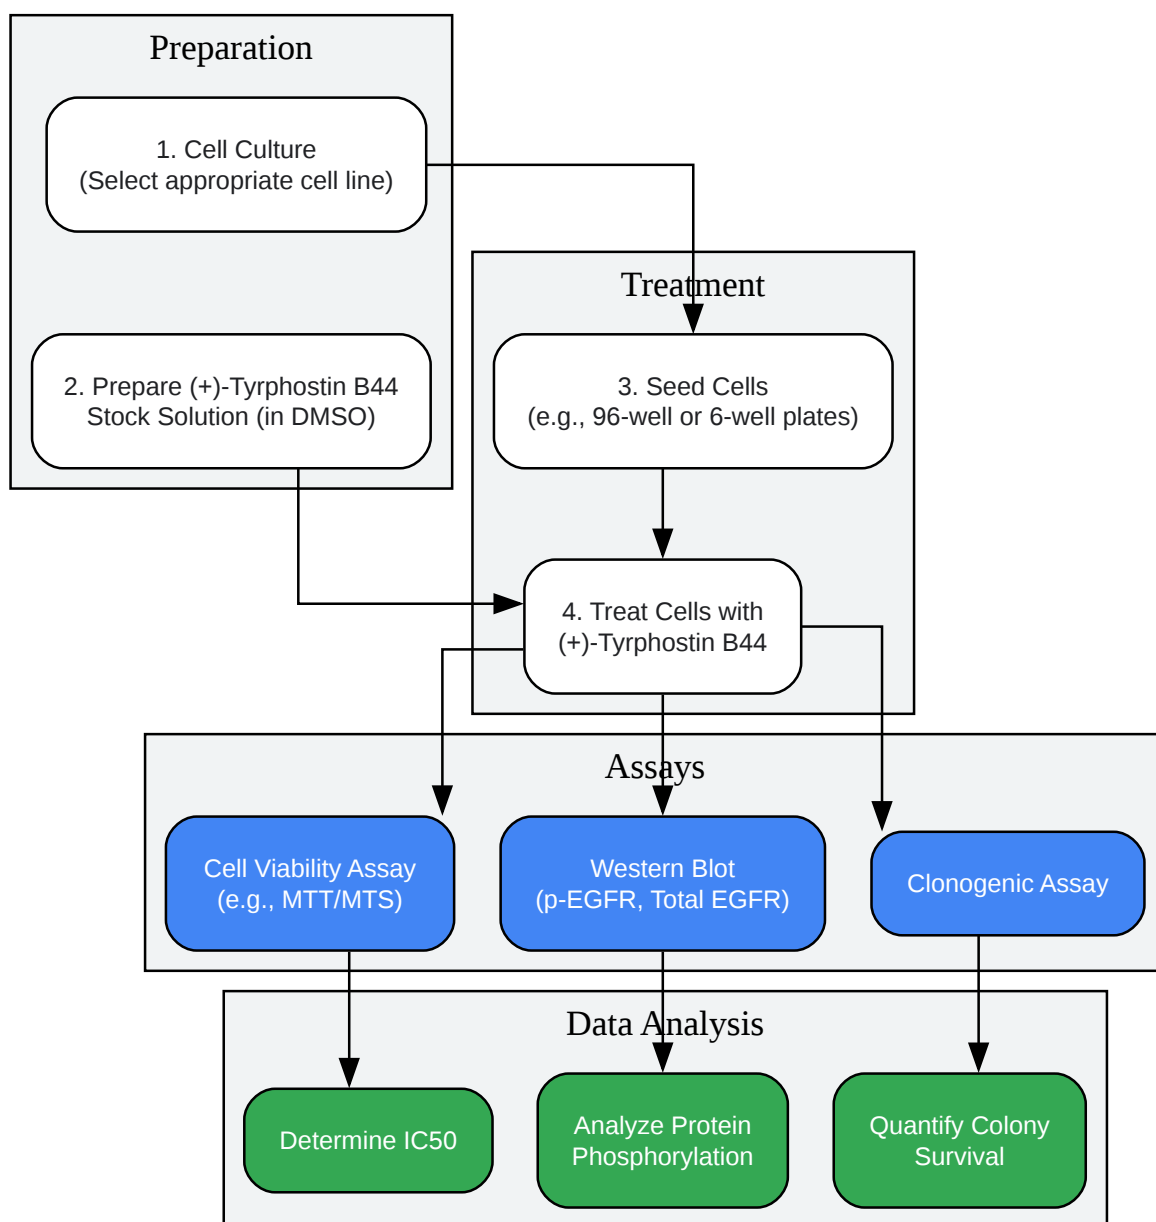 Preparation
1. Cell Culture
(Select appropriate cell line)
2. Prepare (+)-Tyrphostin B44
Stock Solution (in DMSO)
Treatment
3. Seed Cells
(e.g., 96-well or 6-well plates)
4. Treat Cells with
(+)-Tyrphostin B44
Assays
Cell Viability Assay
(e.g., MTT/MTS)
Western Blot
(p-EGFR, Total EGFR)
Clonogenic Assay
Data Analysis
Determine IC50
Analyze Protein
Phosphorylation
Quantify Colony
Survival